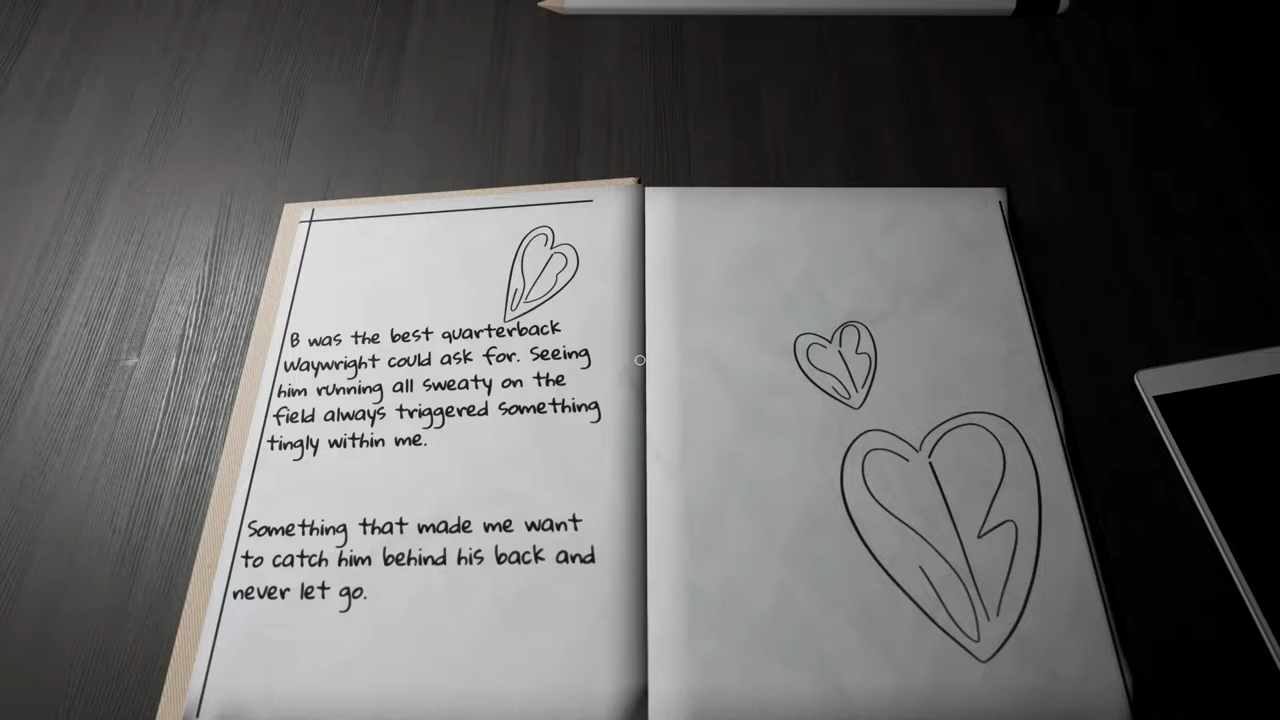 B was the best quarterback
Waywright could ask for. Seeing
him running all sweaty on the
field always triggered something
tingly within me.
Something that made me want
to catch him behind his back and
never let go.